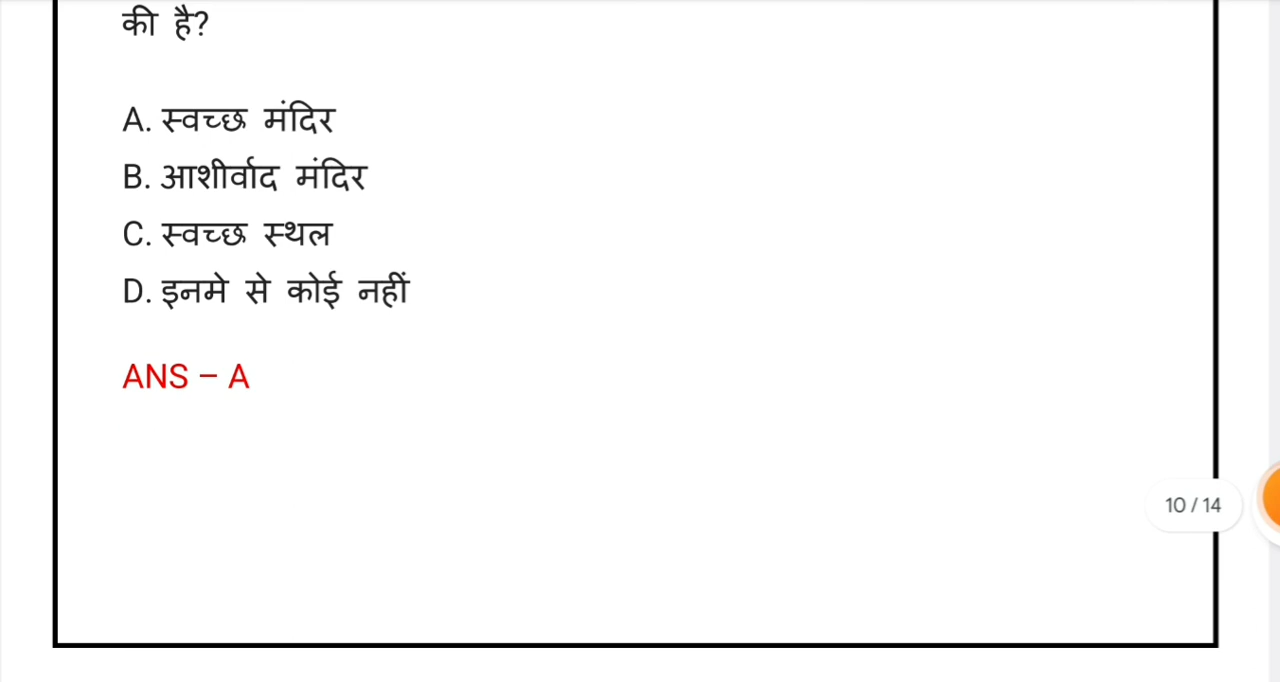 की है?
A. स्वच्छ मंदिर
B. आशीर्वाद मंदिर
C. स्वच्छ स्थल
D. इनमे से कोई नहीं
ANS – A
10 / 14